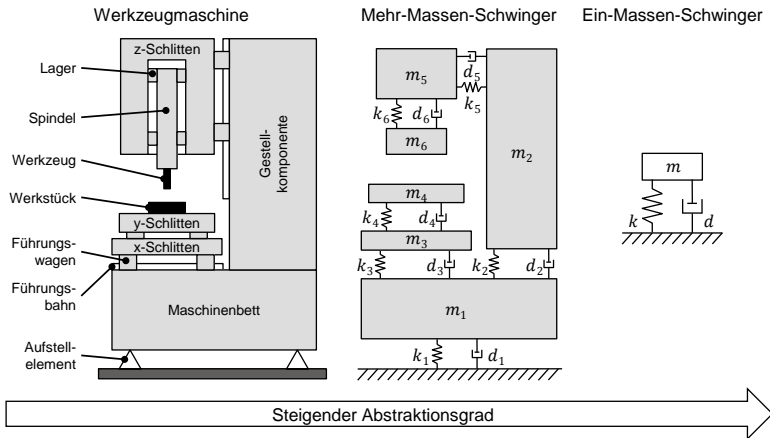 Werkzeugmaschine
Mehr-Massen-Schwinger
Ein-Massen-Schwinger
z-Schlitten
Lager
Spindel
Werkzeug
Werkstück
y-Schlitten
x-Schlitten
Führungs-
wagen
Führungs-
bahn
Maschinenbett
Aufstell-
element
Gestell-
komponente
m₅
d₅
k₅
k₆
d₆
m₆
m₂
m₄
k₄
d₄
m₃
k₃
d₃
k₂
d₂
m₁
k₁
d₁
m
k
d
Steigender Abstraktionsgrad